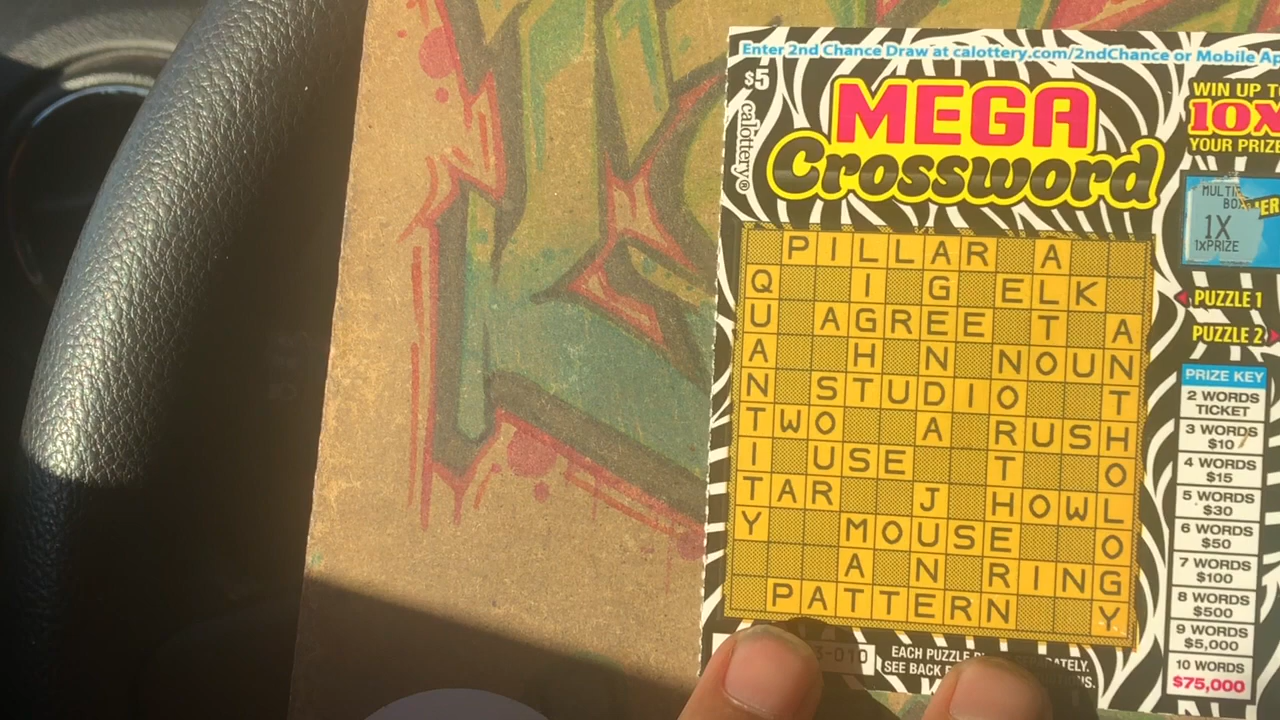 Enter 2nd Chance Draw at calottery.com/2ndChance or Mobile Ap
$5
calottery®
MEGA
Crossword
WIN UP TO
10X
YOUR PRIZE
1X
1xPRIZE
PUZZLE 1
PUZZLE 2
PILLAR A
Q I G ELK
U AGREE T A
A H N NOUN
N STUDIO T
TWO A RUSH
I USE T O
TAR J HOWL
Y MOUSE O
A N RING
PATTERN Y
PRIZE KEY
2 WORDS
TICKET
3 WORDS
$10
4 WORDS
$15
5 WORDS
$30
6 WORDS
$50
7 WORDS
$100
8 WORDS
$500
9 WORDS
$5,000
10 WORDS
$75,000
3-010
EACH PUZZLE
SEE BACK